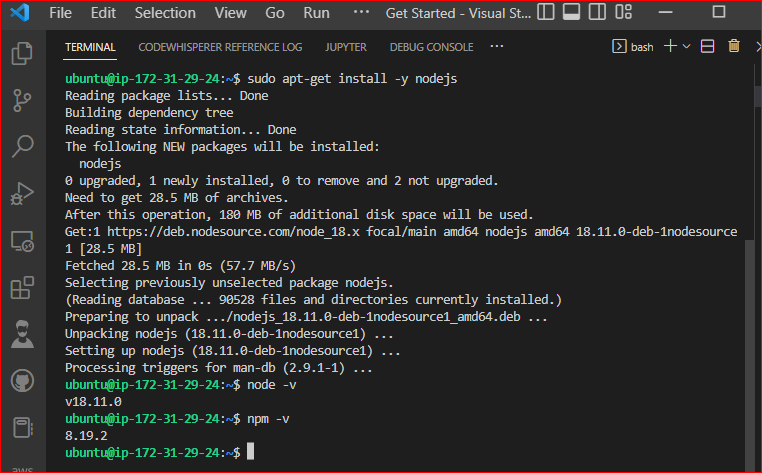 File Edit Selection View Go Run ··· Get Started - Visual St...
TERMINAL CODEWHISPERER REFERENCE LOG JUPYTER DEBUG CONSOLE ··· bash
ubuntu@ip-172-31-29-24:~$ sudo apt-get install -y nodejs
Reading package lists... Done
Building dependency tree
Reading state information... Done
The following NEW packages will be installed:
nodejs
0 upgraded, 1 newly installed, 0 to remove and 2 not upgraded.
Need to get 28.5 MB of archives.
After this operation, 180 MB of additional disk space will be used.
Get:1 https://deb.nodesource.com/node_18.x focal/main amd64 nodejs amd64 18.11.0-deb-1nodesource
1 [28.5 MB]
Fetched 28.5 MB in 0s (57.7 MB/s)
Selecting previously unselected package nodejs.
(Reading database ... 90528 files and directories currently installed.)
Preparing to unpack .../nodejs_18.11.0-deb-1nodesource1_amd64.deb ...
Unpacking nodejs (18.11.0-deb-1nodesource1) ...
Setting up nodejs (18.11.0-deb-1nodesource1) ...
Processing triggers for man-db (2.9.1-1) ...
ubuntu@ip-172-31-29-24:~$ node -v
v18.11.0
ubuntu@ip-172-31-29-24:~$ npm -v
8.19.2
ubuntu@ip-172-31-29-24:~$
aws